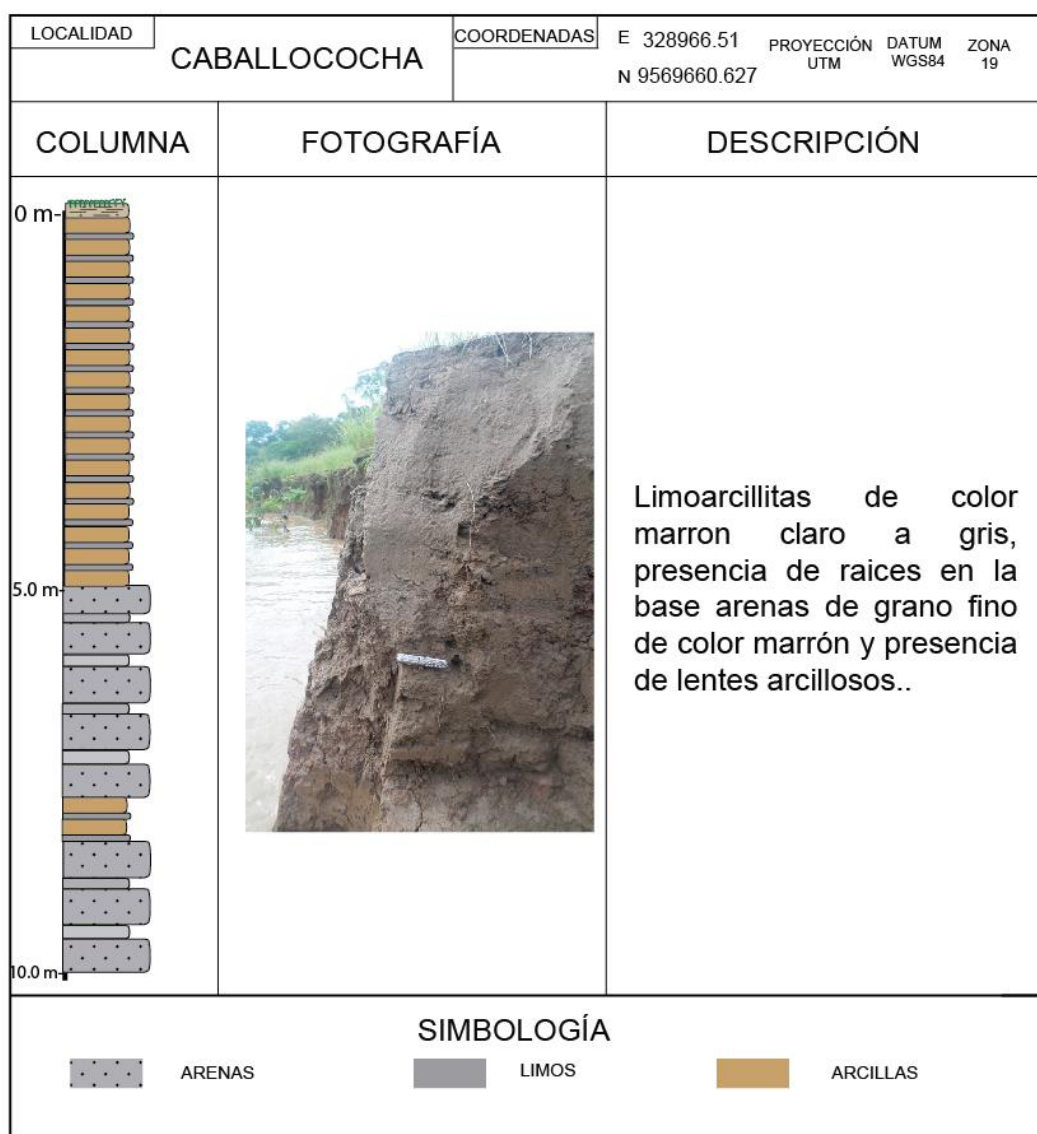 LOCALIDAD
CABALLOCOCHA
COORDENADAS
E 328966.51
N 9569660.627
PROYECCIÓN
UTM
DATUM
WGS84
ZONA
19
COLUMNA
FOTOGRAFÍA
DESCRIPCIÓN
0 m
5.0 m
10.0 m
Limoarcillitas de color
marron claro a gris,
presencia de raices en la
base arenas de grano fino
de color marrón y presencia
de lentes arcillosos..
SIMBOLOGÍA
ARENAS
LIMOS
ARCILLAS